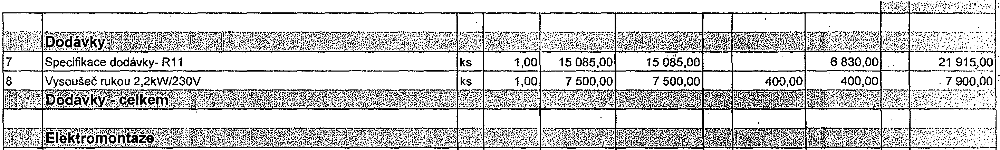 Dodávky
7 Specifikace dodávky- R11 ks 1,00 15 085,00 15 085,00 6 830,00 21 915,00
8 Vysoušeč rukou 2,2kW/230V ks 1,00 7 500,00 7 500,00 400,00 400,00 7 900,00
Dodávky - celkem
Elektromontáže